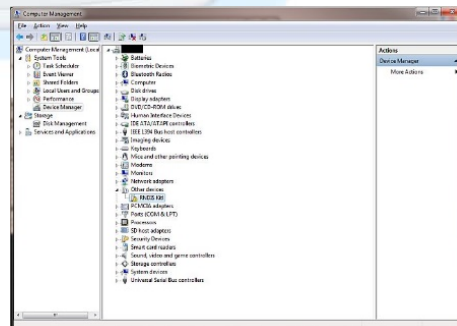 Computer Management
File Action View Help
Computer Management (Local
System Tools
Task Scheduler
Event Viewer
Shared Folders
Local Users and Groups
Performance
Device Manager
Storage
Disk Management
Services and Applications
Batteries
Biometric Devices
Bluetooth Radios
Computer
Disk drives
Display adapters
DVD/CD-ROM drives
Human Interface Devices
IDE ATA/ATAPI controllers
IEEE 1394 Bus host controllers
Imaging devices
Keyboards
Mice and other pointing devices
Modems
Monitors
Network adapters
Other devices
RNDIS Kitl
PCMCIA adapters
Ports (COM & LPT)
Processors
SD host adapters
Security Devices
Smart card readers
Sound, video and game controllers
Storage controllers
System devices
Universal Serial Bus controllers
Actions
Device Manager
More Actions